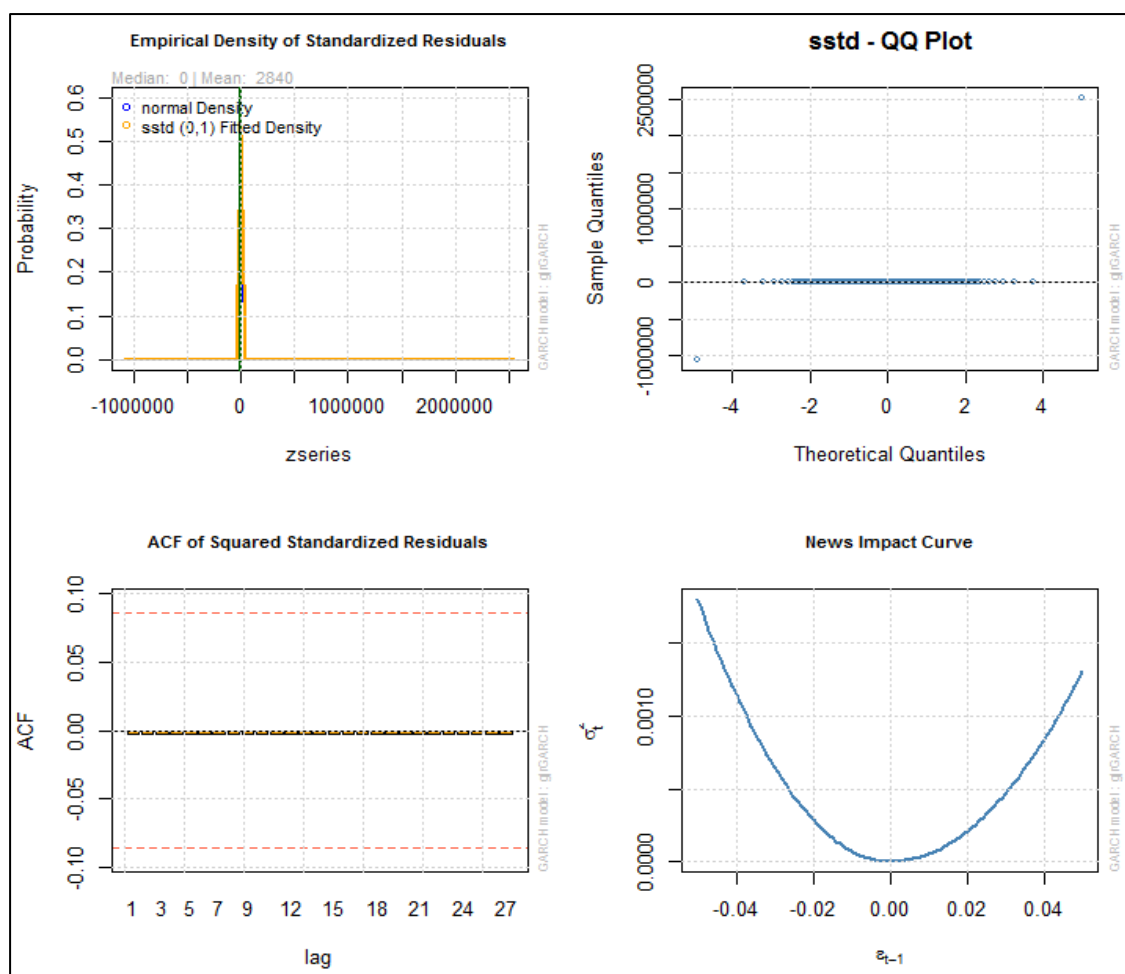 Empirical Density of Standardized Residuals
Median: 0 | Mean: 2840
normal Density
sstd (0,1) Fitted Density
Probability
0.0 0.1 0.2 0.3 0.4 0.5 0.6
-1000000 0 1000000 2000000
zseries
GARCH model : gjrGARCH
sstd - QQ Plot
Sample Quantiles
-1000000 0 1000000 2500000
-4 -2 0 2 4
Theoretical Quantiles
GARCH model : gjrGARCH
ACF of Squared Standardized Residuals
ACF
-0.10 -0.05 0.00 0.05 0.10
1 3 5 7 9 12 15 18 21 24 27
lag
GARCH model : gjrGARCH
News Impact Curve
0.0000 0.0010
-0.04 -0.02 0.00 0.02 0.04
εt−1
GARCH model : gjrGARCH